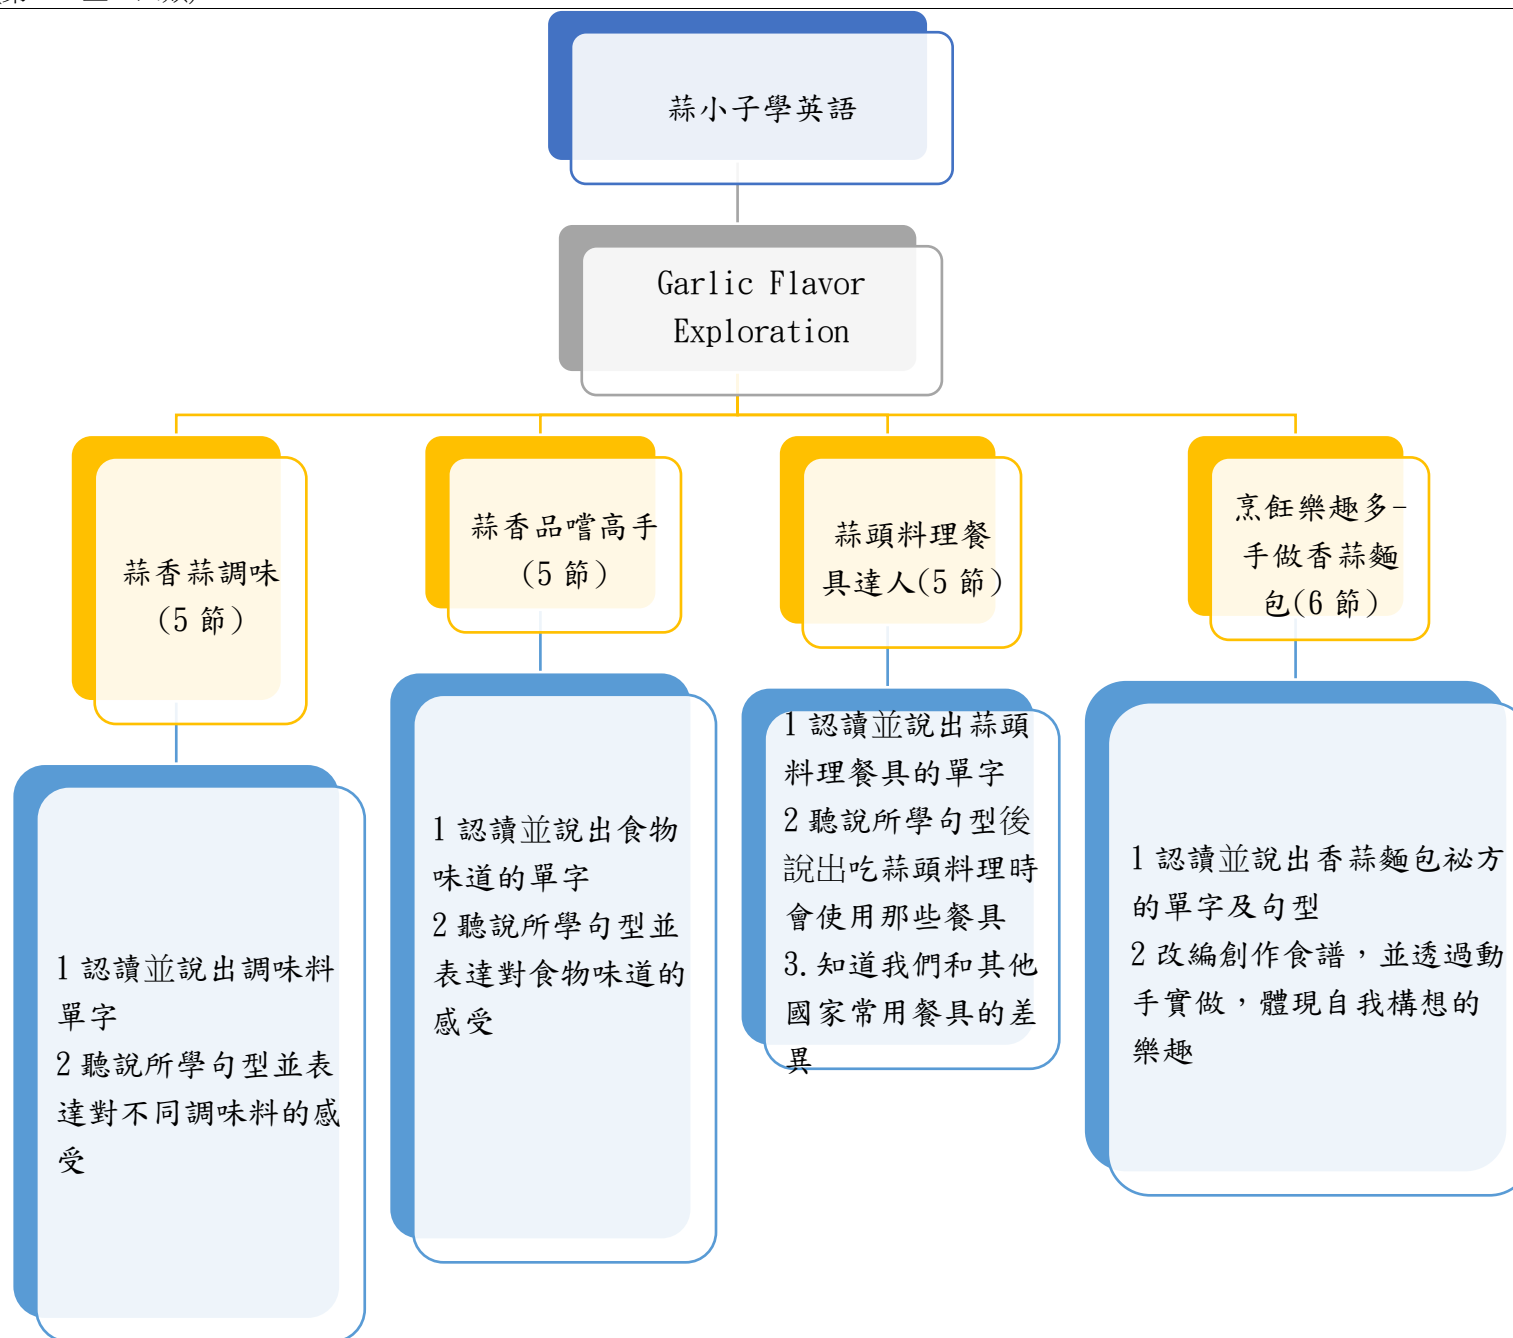 蒜小子學英語
Garlic Flavor
Exploration
蒜香蒜調味
(5 節)
蒜香品嚐高手
(5 節)
蒜頭料理餐
具達人(5 節)
烹飪樂趣多-
手做香蒜麵
包(6 節)
1 認讀並說出調味料
單字
2 聽說所學句型並表
達對不同調味料的感
受
1 認讀並說出食物
味道的單字
2 聽說所學句型並
表達對食物味道的
感受
1 認讀並說出蒜頭
料理餐具的單字
2 聽說所學句型後
說出吃蒜頭料理時
會使用那些餐具
3. 知道我們和其他
國家常用餐具的差
異
1 認讀並說出香蒜麵包祕方
的單字及句型
2 改編創作食譜，並透過動
手實做，體現自我構想的
樂趣